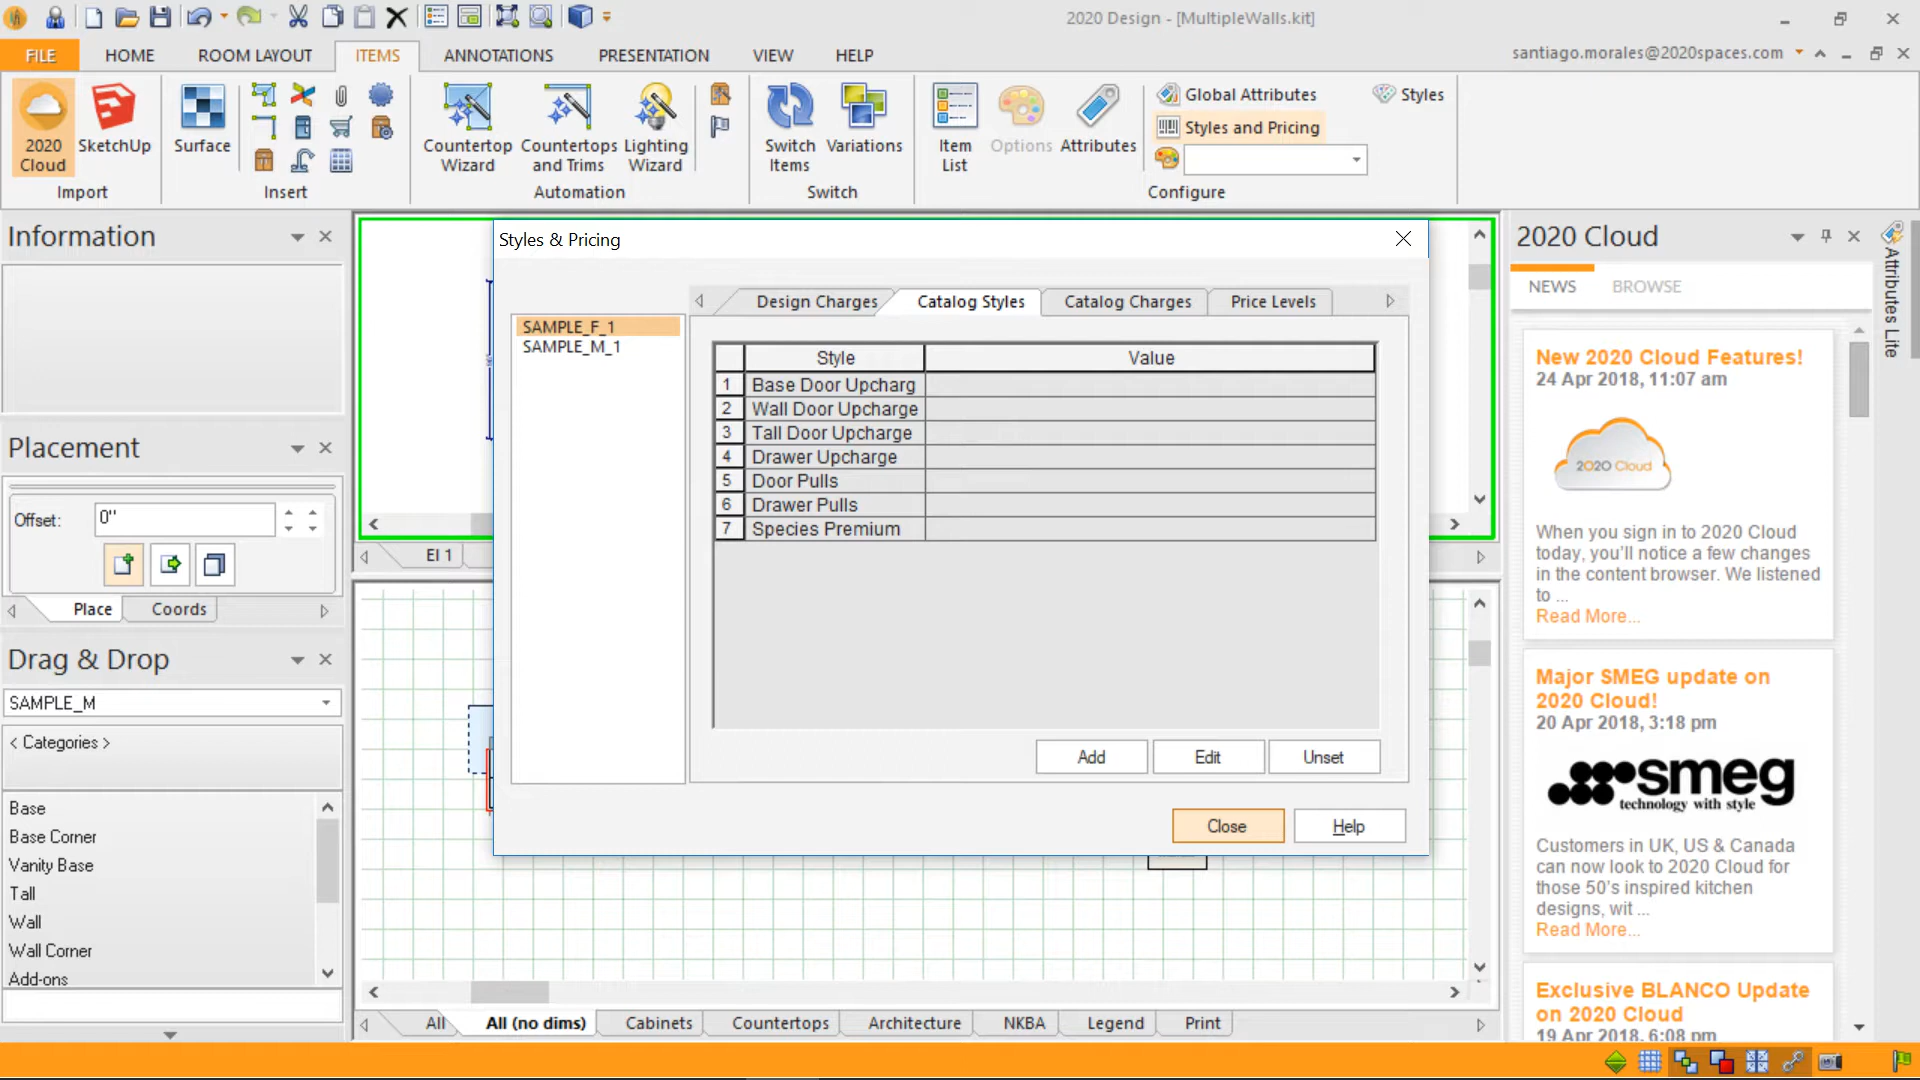 2020 Design - [MultipleWalls.kit]
FILE
HOME
ROOM LAYOUT
ITEMS
ANNOTATIONS
PRESENTATION
VIEW
HELP
santiago.morales@2020spaces.com
2020
Cloud
SketchUp
Import
Surface
Insert
Countertop
Wizard
Countertops
and Trims
Lighting
Wizard
Automation
Switch
Items
Variations
Switch
Item
List
Options
Attributes
Global Attributes
Styles and Pricing
Styles
Configure
Information
Placement
Offset:
0"
Place
Coords
Drag & Drop
SAMPLE_M
< Categories >
Base
Base Corner
Vanity Base
Tall
Wall
Wall Corner
Add-ons
El 1
Styles & Pricing
SAMPLE_F_1
SAMPLE_M_1
Design Charges
Catalog Styles
Catalog Charges
Price Levels
Style
Value
1 Base Door Upcharg
2 Wall Door Upcharge
3 Tall Door Upcharge
4 Drawer Upcharge
5 Door Pulls
6 Drawer Pulls
7 Species Premium
Add
Edit
Unset
Close
Help
All
All (no dims)
Cabinets
Countertops
Architecture
NKBA
Legend
Print
2020 Cloud
NEWS
BROWSE
Attributes Lite
New 2020 Cloud Features!
24 Apr 2018, 11:07 am
2020 Cloud
When you sign in to 2020 Cloud
today, you'll notice a few changes
in the content browser. We listened
to ...
Read More...
Major SMEG update on
2020 Cloud!
20 Apr 2018, 3:18 pm
smeg
technology with style
Customers in UK, US & Canada
can now look to 2020 Cloud for
those 50's inspired kitchen
designs, wit ...
Read More...
Exclusive BLANCO Update
on 2020 Cloud
19 Apr 2018, 6:08 pm